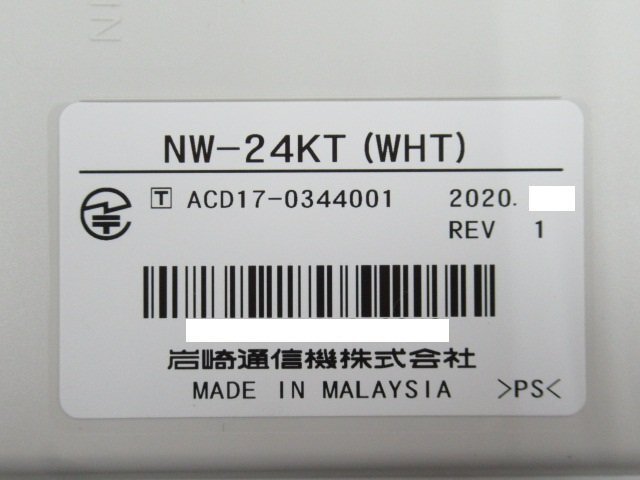 IN
NW-24KT (WHT)
T ACD17-0344001 2020.
REV 1
岩崎通信機株式会社
MADE IN MALAYSIA >PS<